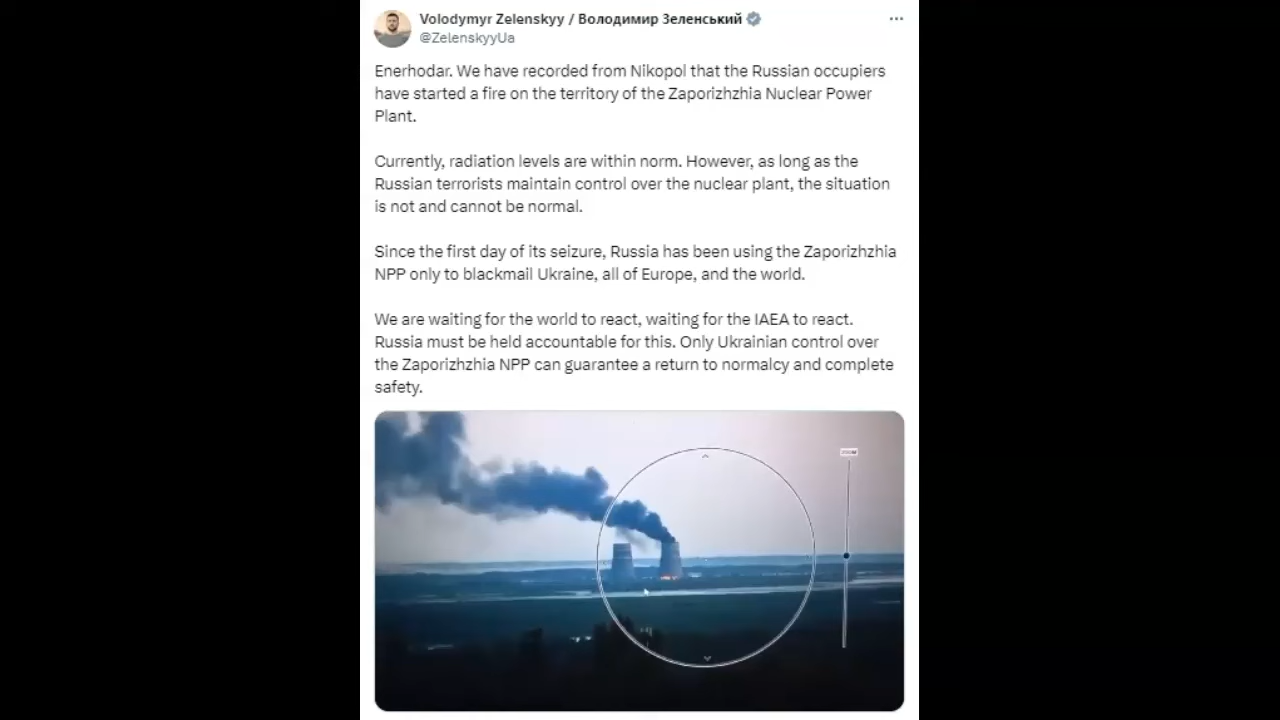 Volodymyr Zelenskyy / Володимир Зеленський
@ZelenskyyUa
Enerhodar. We have recorded from Nikopol that the Russian occupiers
have started a fire on the territory of the Zaporizhzhia Nuclear Power
Plant.
Currently, radiation levels are within norm. However, as long as the
Russian terrorists maintain control over the nuclear plant, the situation
is not and cannot be normal.
Since the first day of its seizure, Russia has been using the Zaporizhzhia
NPP only to blackmail Ukraine, all of Europe, and the world.
We are waiting for the world to react, waiting for the IAEA to react.
Russia must be held accountable for this. Only Ukrainian control over
the Zaporizhzhia NPP can guarantee a return to normalcy and complete
safety.